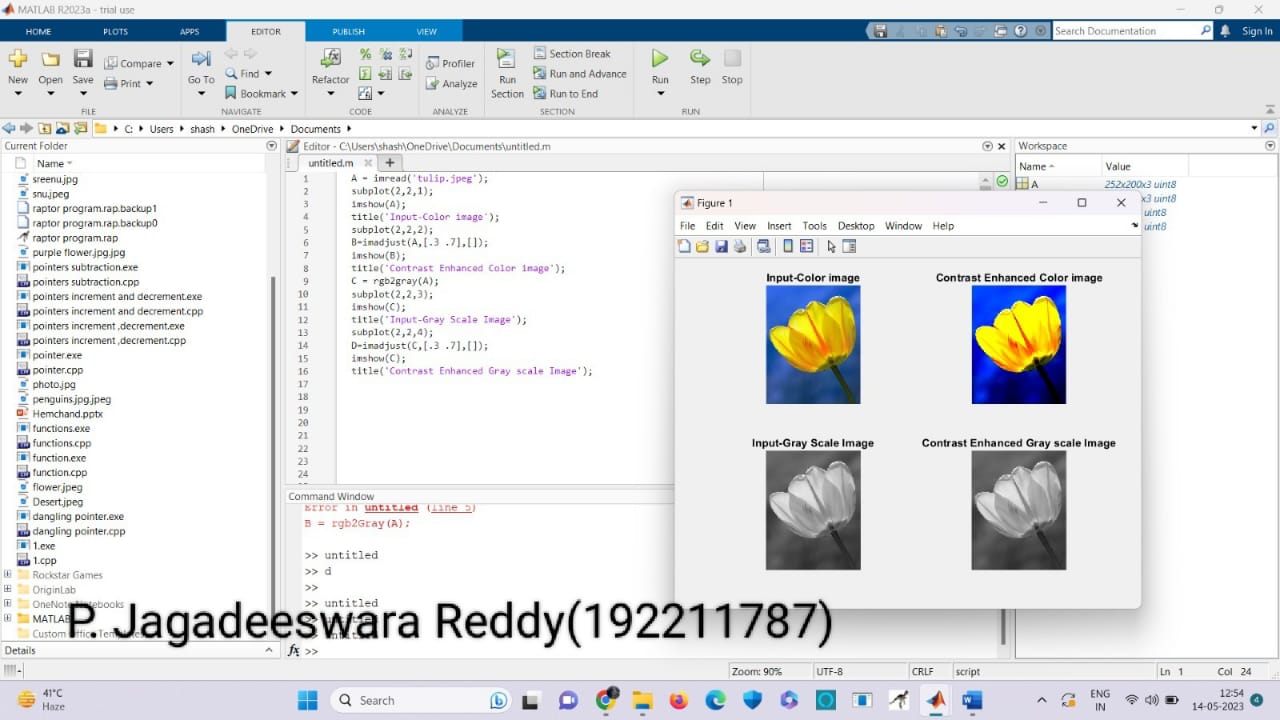 MATLAB R2023a - trial use
HOME PLOTS APPS EDITOR PUBLISH VIEW
Search Documentation Sign In
New Open Save Compare Print
Go To Find Bookmark
Refactor
Profiler Analyze
Run Section Section Break Run and Advance Run to End
Run Step Stop
FILE NAVIGATE CODE ANALYZE SECTION RUN
C: Users shash OneDrive Documents
Current Folder
Name
sreenu.jpg
snu.jpeg
raptor program.rap.backup1
raptor program.rap.backup0
raptor program.rap
purple flower.jpg.jpg
pointers subtraction.exe
pointers subtraction.cpp
pointers increment and decrement.exe
pointers increment and decrement.cpp
pointers increment ,decrement.exe
pointers increment ,decrement.cpp
pointer.exe
pointer.cpp
photo.jpg
penguins.jpg.jpeg
Hemchand.pptx
functions.exe
functions.cpp
function.exe
function.cpp
flower.jpeg
Desert.jpeg
dangling pointer.exe
dangling pointer.cpp
1.exe
1.cpp
Rockstar Games
OriginLab
OneNote Notebooks
MATLAB
Custom Office
Details
Editor - C:\Users\shash\OneDrive\Documents\untitled.m
untitled.m
1 A = imread('tulip.jpeg');
2 subplot(2,2,1);
3 imshow(A);
4 title('Input-Color image');
5 subplot(2,2,2);
6 B=imadjust(A,[.3 .7],[]);
7 imshow(B);
8 title('Contrast Enhanced Color image');
9 C = rgb2gray(A);
10 subplot(2,2,3);
11 imshow(C);
12 title('Input-Gray Scale Image');
13 subplot(2,2,4);
14 D=imadjust(C,[.3 .7],[]);
15 imshow(C);
16 title('Contrast Enhanced Gray scale Image');
17
18
19
20
21
22
23
24
Command Window
Error in untitled (line 5)
B = rgb2Gray(A);
>> untitled
>> d
>>
>> untitled
fx >>
Workspace
Name Value
A 252x200x3 uint8
x3 uint8
uint8
uint8
Figure 1
File Edit View Insert Tools Desktop Window Help
Input-Color image
Contrast Enhanced Color image
Input-Gray Scale Image
Contrast Enhanced Gray scale Image
P. Jagadeeswara Reddy(192211787)
Zoom: 90% UTF-8 CRLF script Ln 1 Col 24
41°C
Haze
Search
ENG
IN
12:54
14-05-2023
4